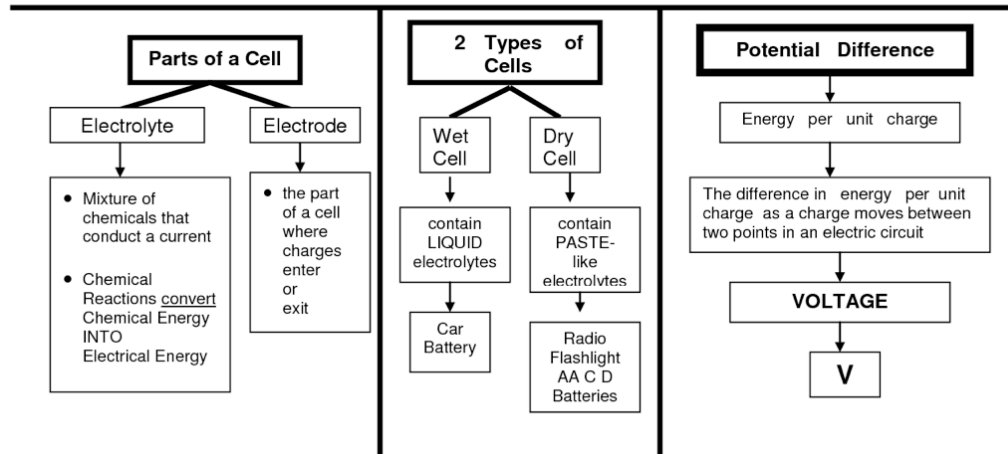 Parts of a Cell
Electrolyte
Electrode
• Mixture of
chemicals that
conduct a current
• Chemical
Reactions convert
Chemical Energy
INTO
Electrical Energy
• the part
of a cell
where
charges
enter
or
exit
2 Types of
Cells
Wet
Cell
Dry
Cell
contain
LIQUID
electrolytes
contain
PASTE-
like
electrolytes
Car
Battery
Radio
Flashlight
AA C D
Batteries
Potential Difference
Energy per unit charge
The difference in energy per unit
charge as a charge moves between
two points in an electric circuit
VOLTAGE
V